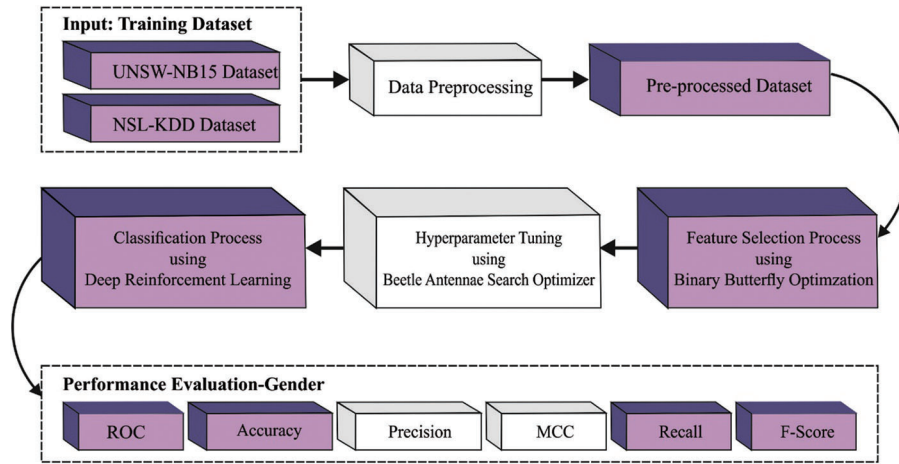 Input: Training Dataset
UNSW-NB15 Dataset
NSL-KDD Dataset
Data Preprocessing
Pre-processed Dataset
Classification Process
using
Deep Reinforcement Learning
Hyperparameter Tuning
using
Beetle Antennae Search Optimizer
Feature Selection Process
using
Binary Butterfly Optimzation
Performance Evaluation-Gender
ROC
Accuracy
Precision
MCC
Recall
F-Score